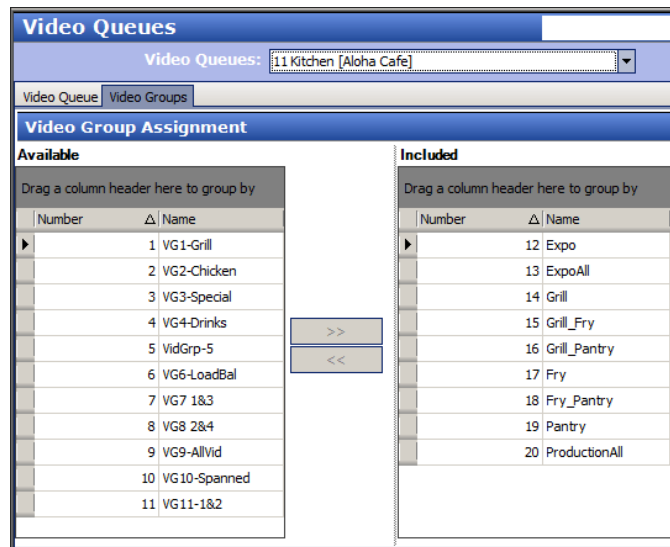 Video Queues
Video Queues: 11 Kitchen [Aloha Cafe]
Video Queue Video Groups
Video Group Assignment
Available
Drag a column header here to group by
Number Name
1 VG1-Grill
2 VG2-Chicken
3 VG3-Special
4 VG4-Drinks
5 VidGrp-5
6 VG6-LoadBal
7 VG7 1&3
8 VG8 2&4
9 VG9-AllVid
10 VG10-Spanned
11 VG11-1&2
>>
<<
Included
Drag a column header here to group by
Number Name
12 Expo
13 ExpoAll
14 Grill
15 Grill_Fry
16 Grill_Pantry
17 Fry
18 Fry_Pantry
19 Pantry
20 ProductionAll